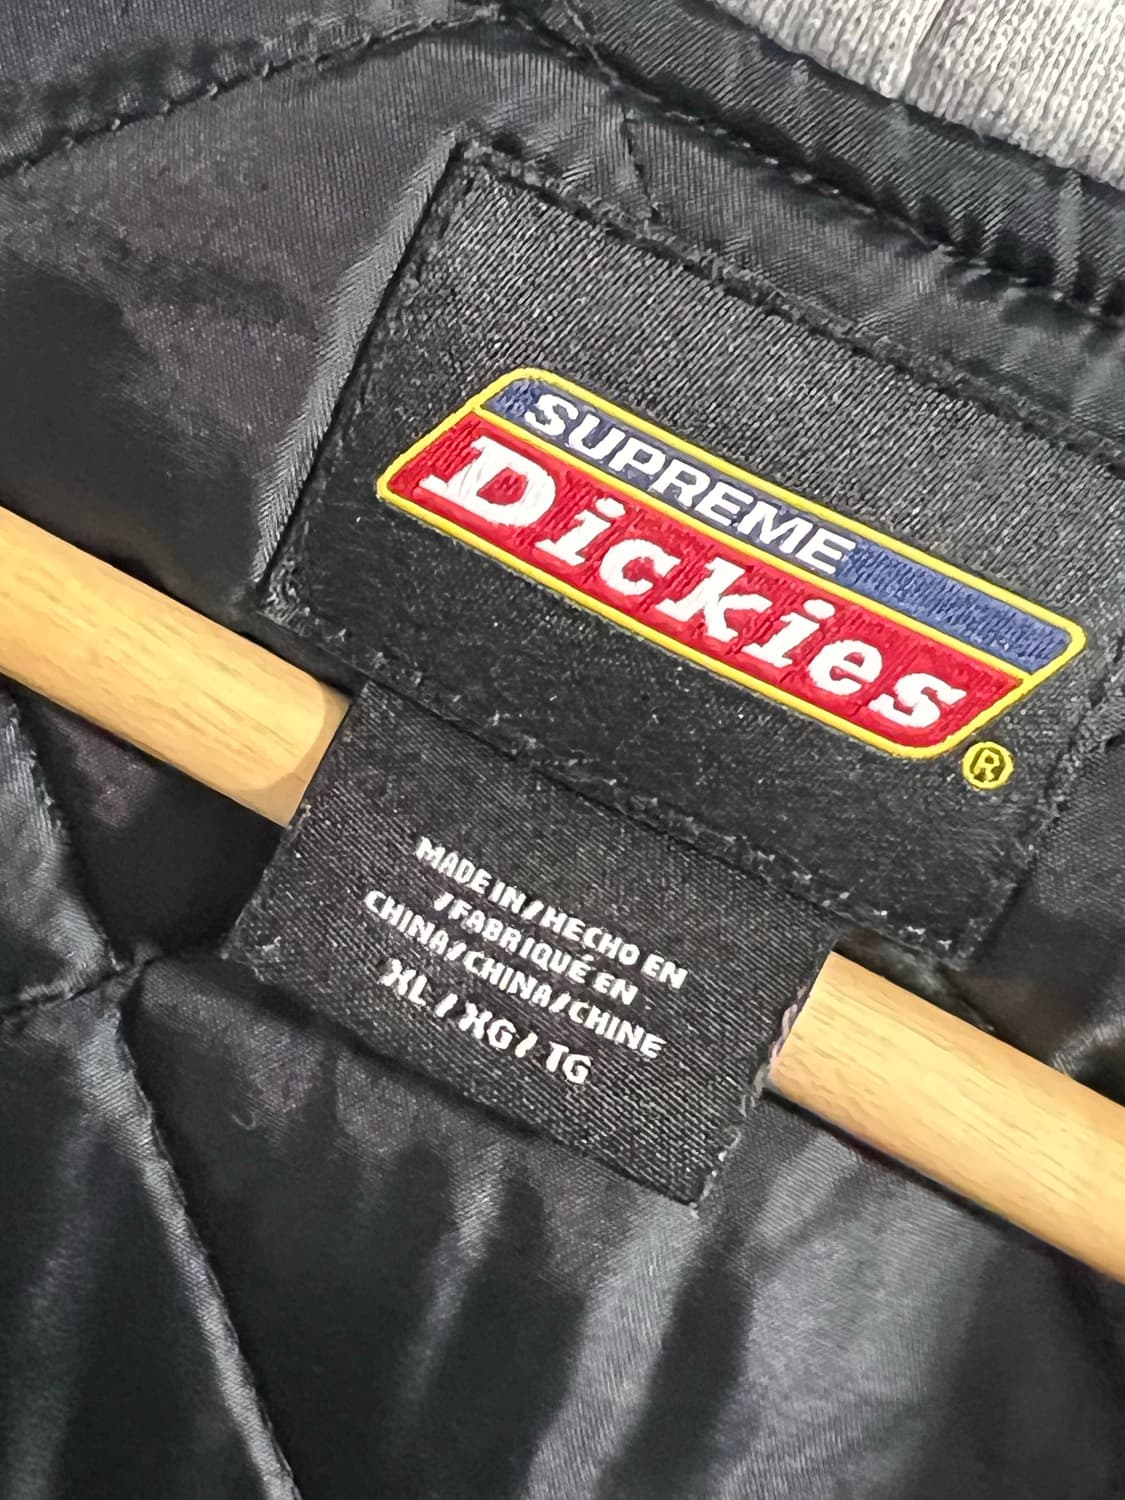 SUPREME
Dickies
®
MADE IN/HECHO EN
/FABRIQUÉ EN
CHINA/CHINA/CHINE
XL/XG/TG